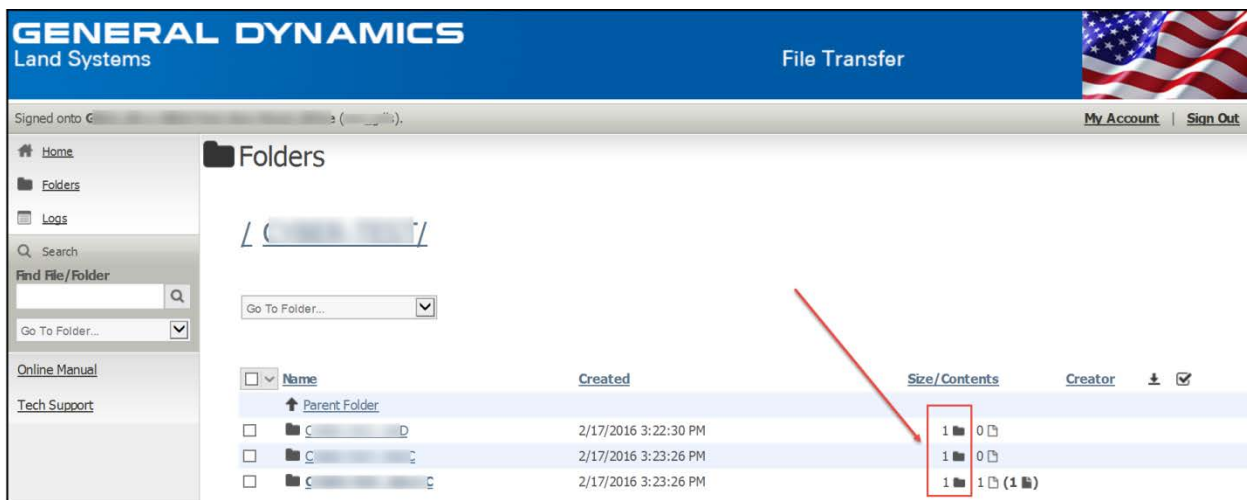 GENERAL DYNAMICS
Land Systems
File Transfer
Signed onto
My Account | Sign Out
Home
Folders
Logs
Search
Find File/Folder
Go To Folder...
Online Manual
Tech Support
Folders
/ /
Go To Folder...
Name Created Size/Contents Creator
Parent Folder
2/17/2016 3:22:30 PM 1 0
2/17/2016 3:23:26 PM 1 0
2/17/2016 3:23:26 PM 1 1 (1)